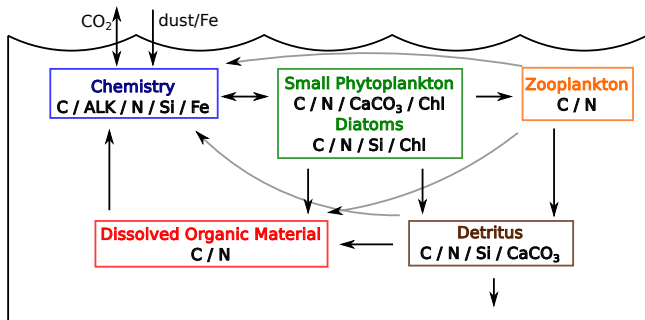 CO₂
dust/Fe
Chemistry
C / ALK / N / Si / Fe
Small Phytoplankton
C / N / CaCO₃ / Chl
Diatoms
C / N / Si / Chl
Zooplankton
C / N
Dissolved Organic Material
C / N
Detritus
C / N / Si / CaCO₃